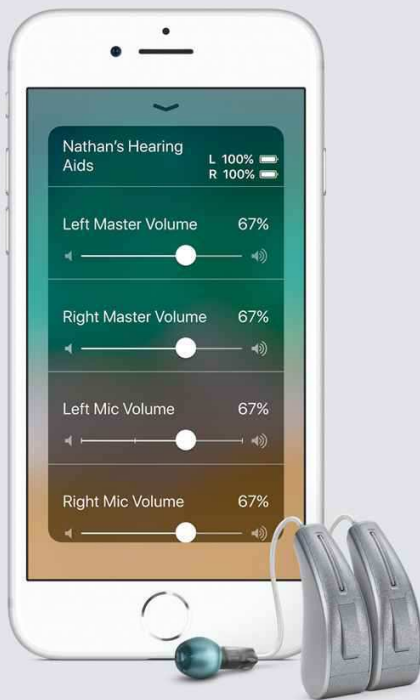 Nathan's Hearing
Aids
L 100%
R 100%
Left Master Volume 67%
Right Master Volume 67%
Left Mic Volume 67%
Right Mic Volume 67%